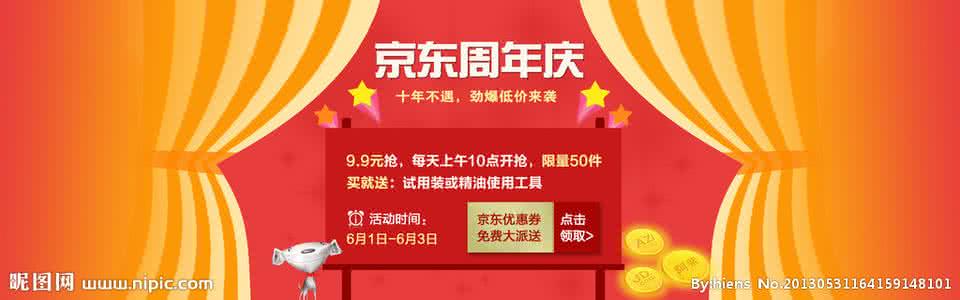 京东周年庆
十年不遇，劲爆低价来袭
9.9元抢，每天上午10点开抢，限量50件
买就送：试用装或精油使用工具
活动时间：
6月1日-6月3日
京东优惠券
免费大派送
点击
领取>
AZI
JD
阿菜
昵图网 www.nipic.com
By:hiens No.20130531164159148101